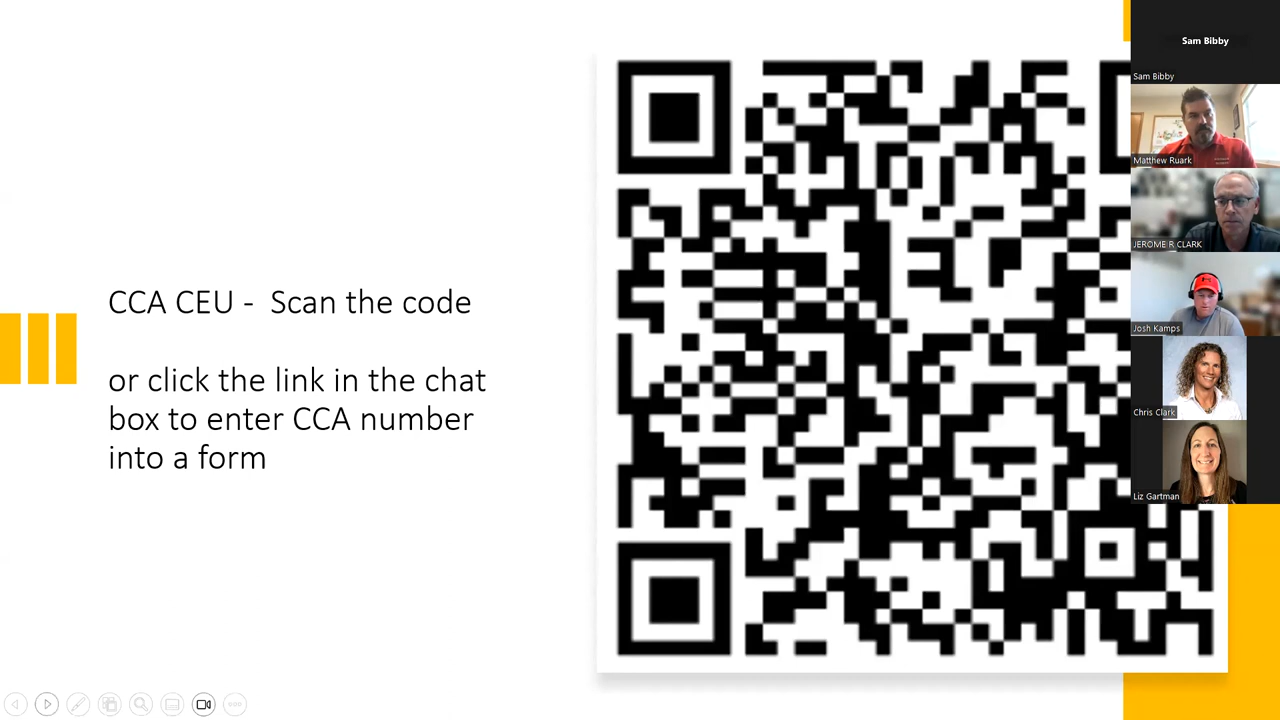 CCA CEU - Scan the code
or click the link in the chat
box to enter CCA number
into a form
Sam Bibby
Sam Bibby
Matthew Ruark
JEROME R CLARK
Josh Kamps
Chris Clark
Liz Gartman